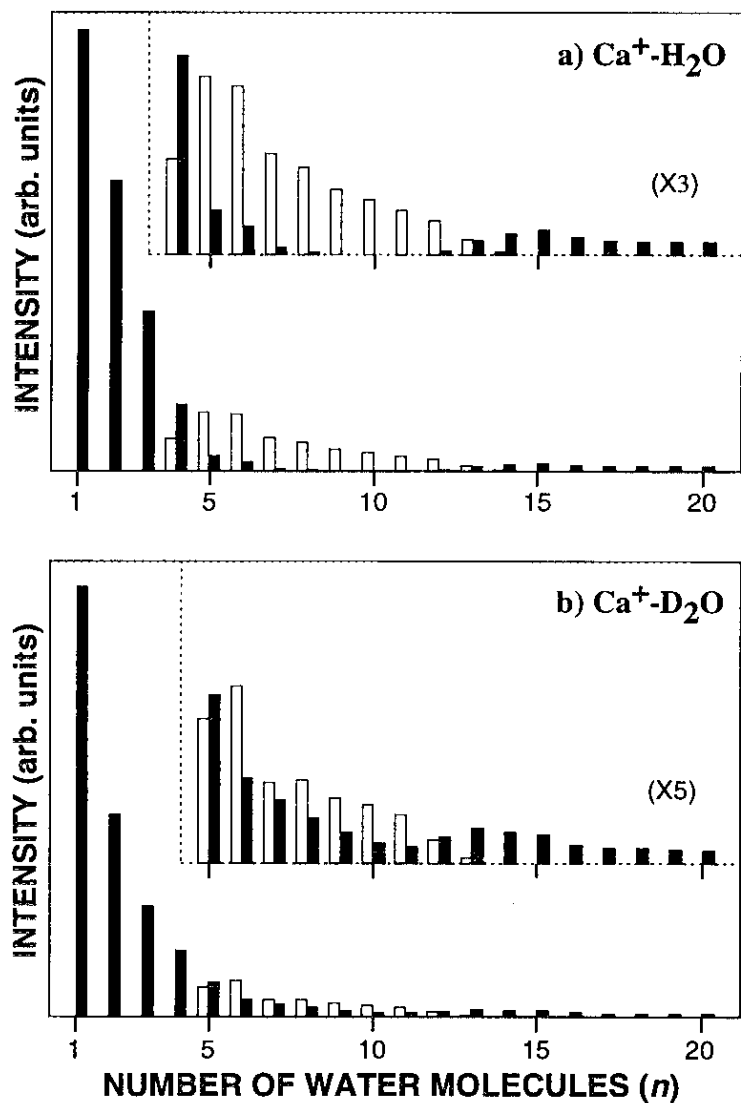 INTENSITY (arb. units)
a) Ca⁺-H₂O
(X3)
1 5 10 15 20
INTENSITY (arb. units)
b) Ca⁺-D₂O
(X5)
1 5 10 15 20
NUMBER OF WATER MOLECULES (n)